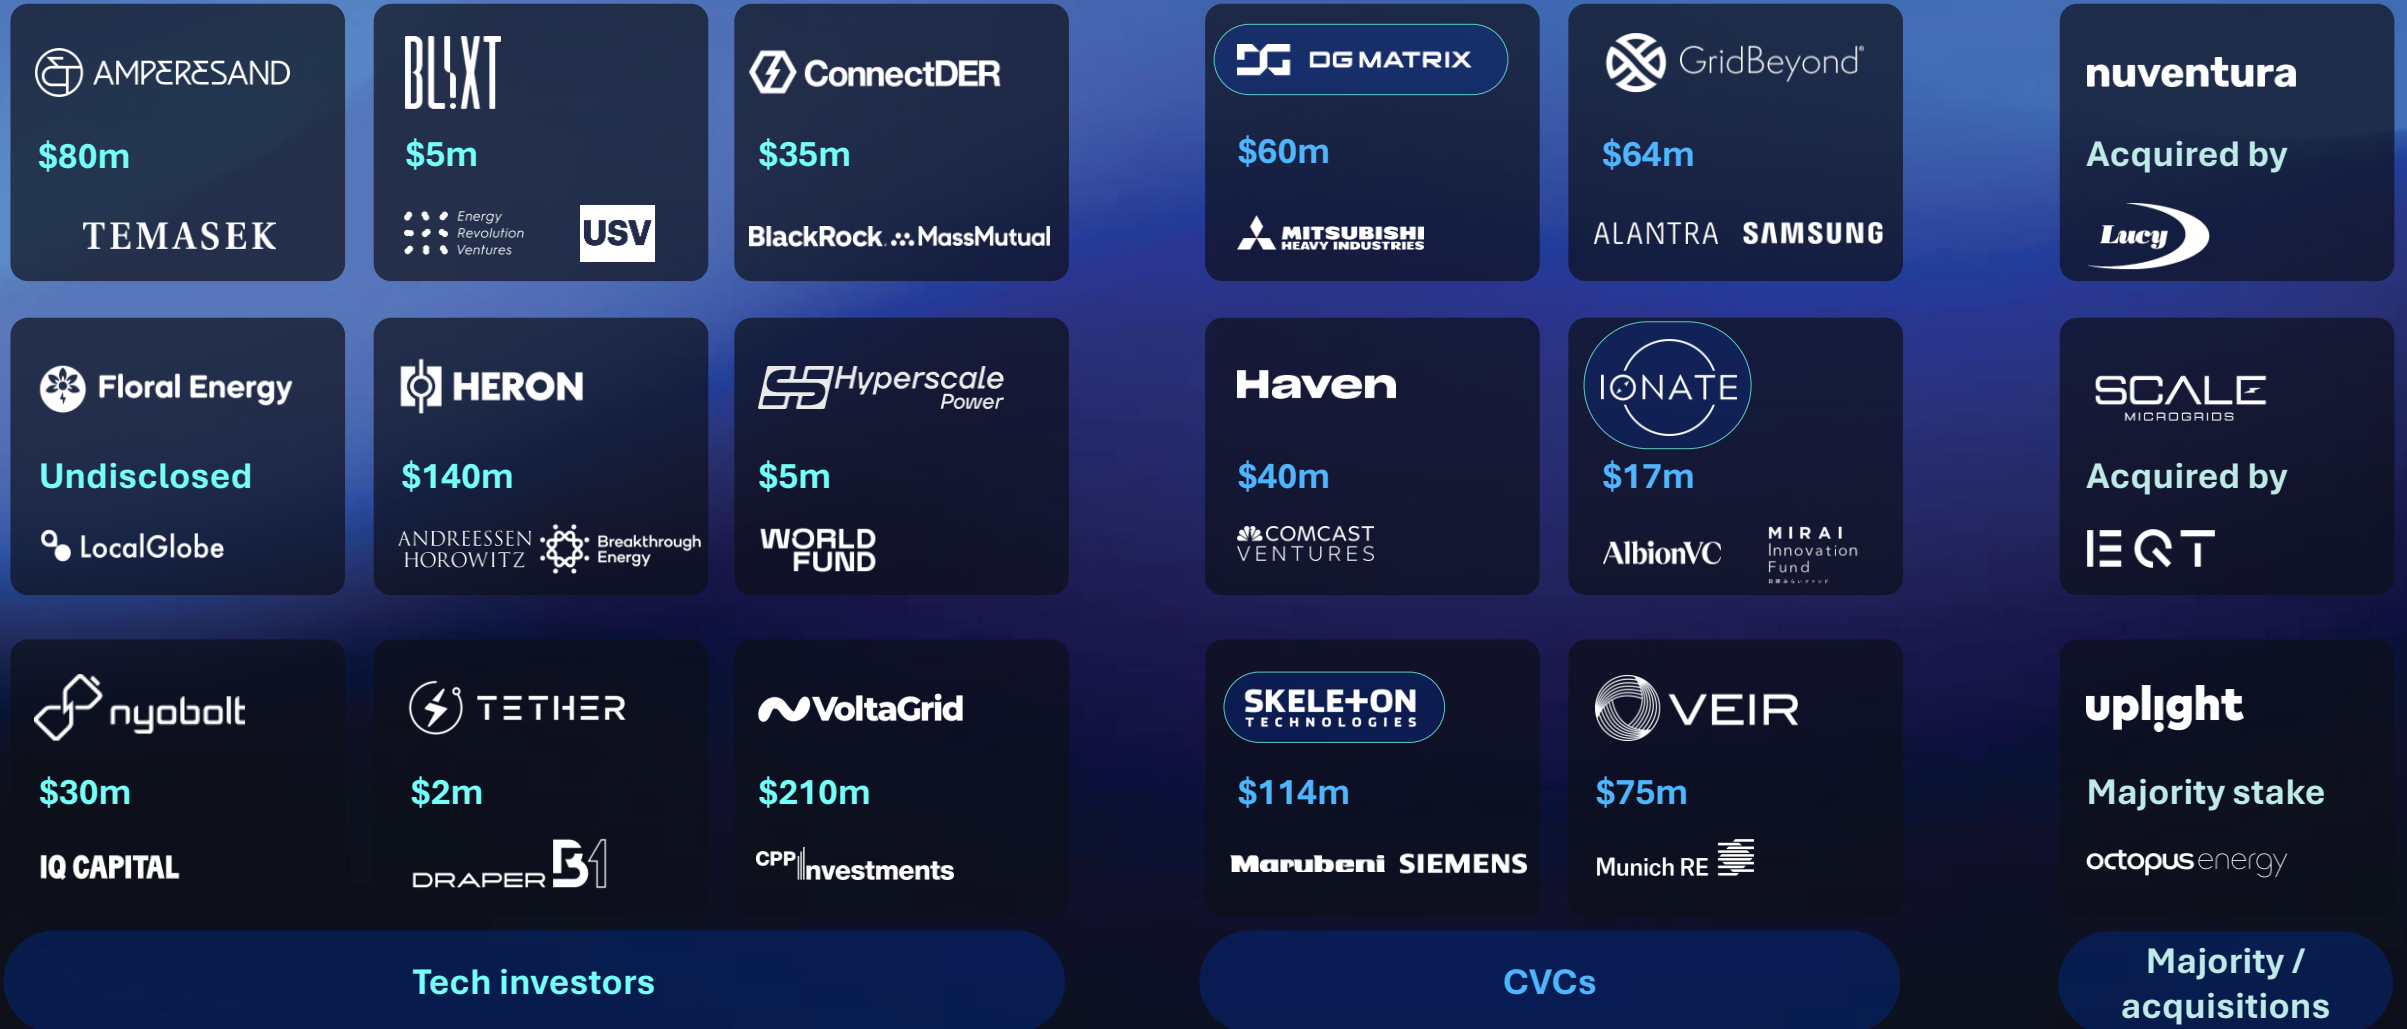 AMPERESAND
$80m
TEMASEK
BLIXT
$5m
Energy
Revolution
Ventures
USV
ConnectDER
$35m
BlackRock. MassMutual
DG MATRIX
$60m
MITSUBISHI
HEAVY INDUSTRIES
GridBeyond®
$64m
ALANTRA SAMSUNG
nuventura
Acquired by
Lucy
Floral Energy
Undisclosed
LocalGlobe
HERON
$140m
ANDREESSEN
HOROWITZ
Breakthrough
Energy
Hyperscale
Power
$5m
WORLD
FUND
Haven
$40m
COMCAST
VENTURES
IONATE
$17m
AlbionVC
MIRAI
Innovation
Fund
SCALE
MICROGRIDS
Acquired by
EQT
nyobolt
$30m
IQ CAPITAL
TETHER
$2m
DRAPER B1
VoltaGrid
$210m
CPP Investments
SKELETON
TECHNOLOGIES
$114m
Marubeni SIEMENS
VEIR
$75m
Munich RE
uplight
Majority stake
octopus energy
Tech investors
CVCs
Majority /
acquisitions